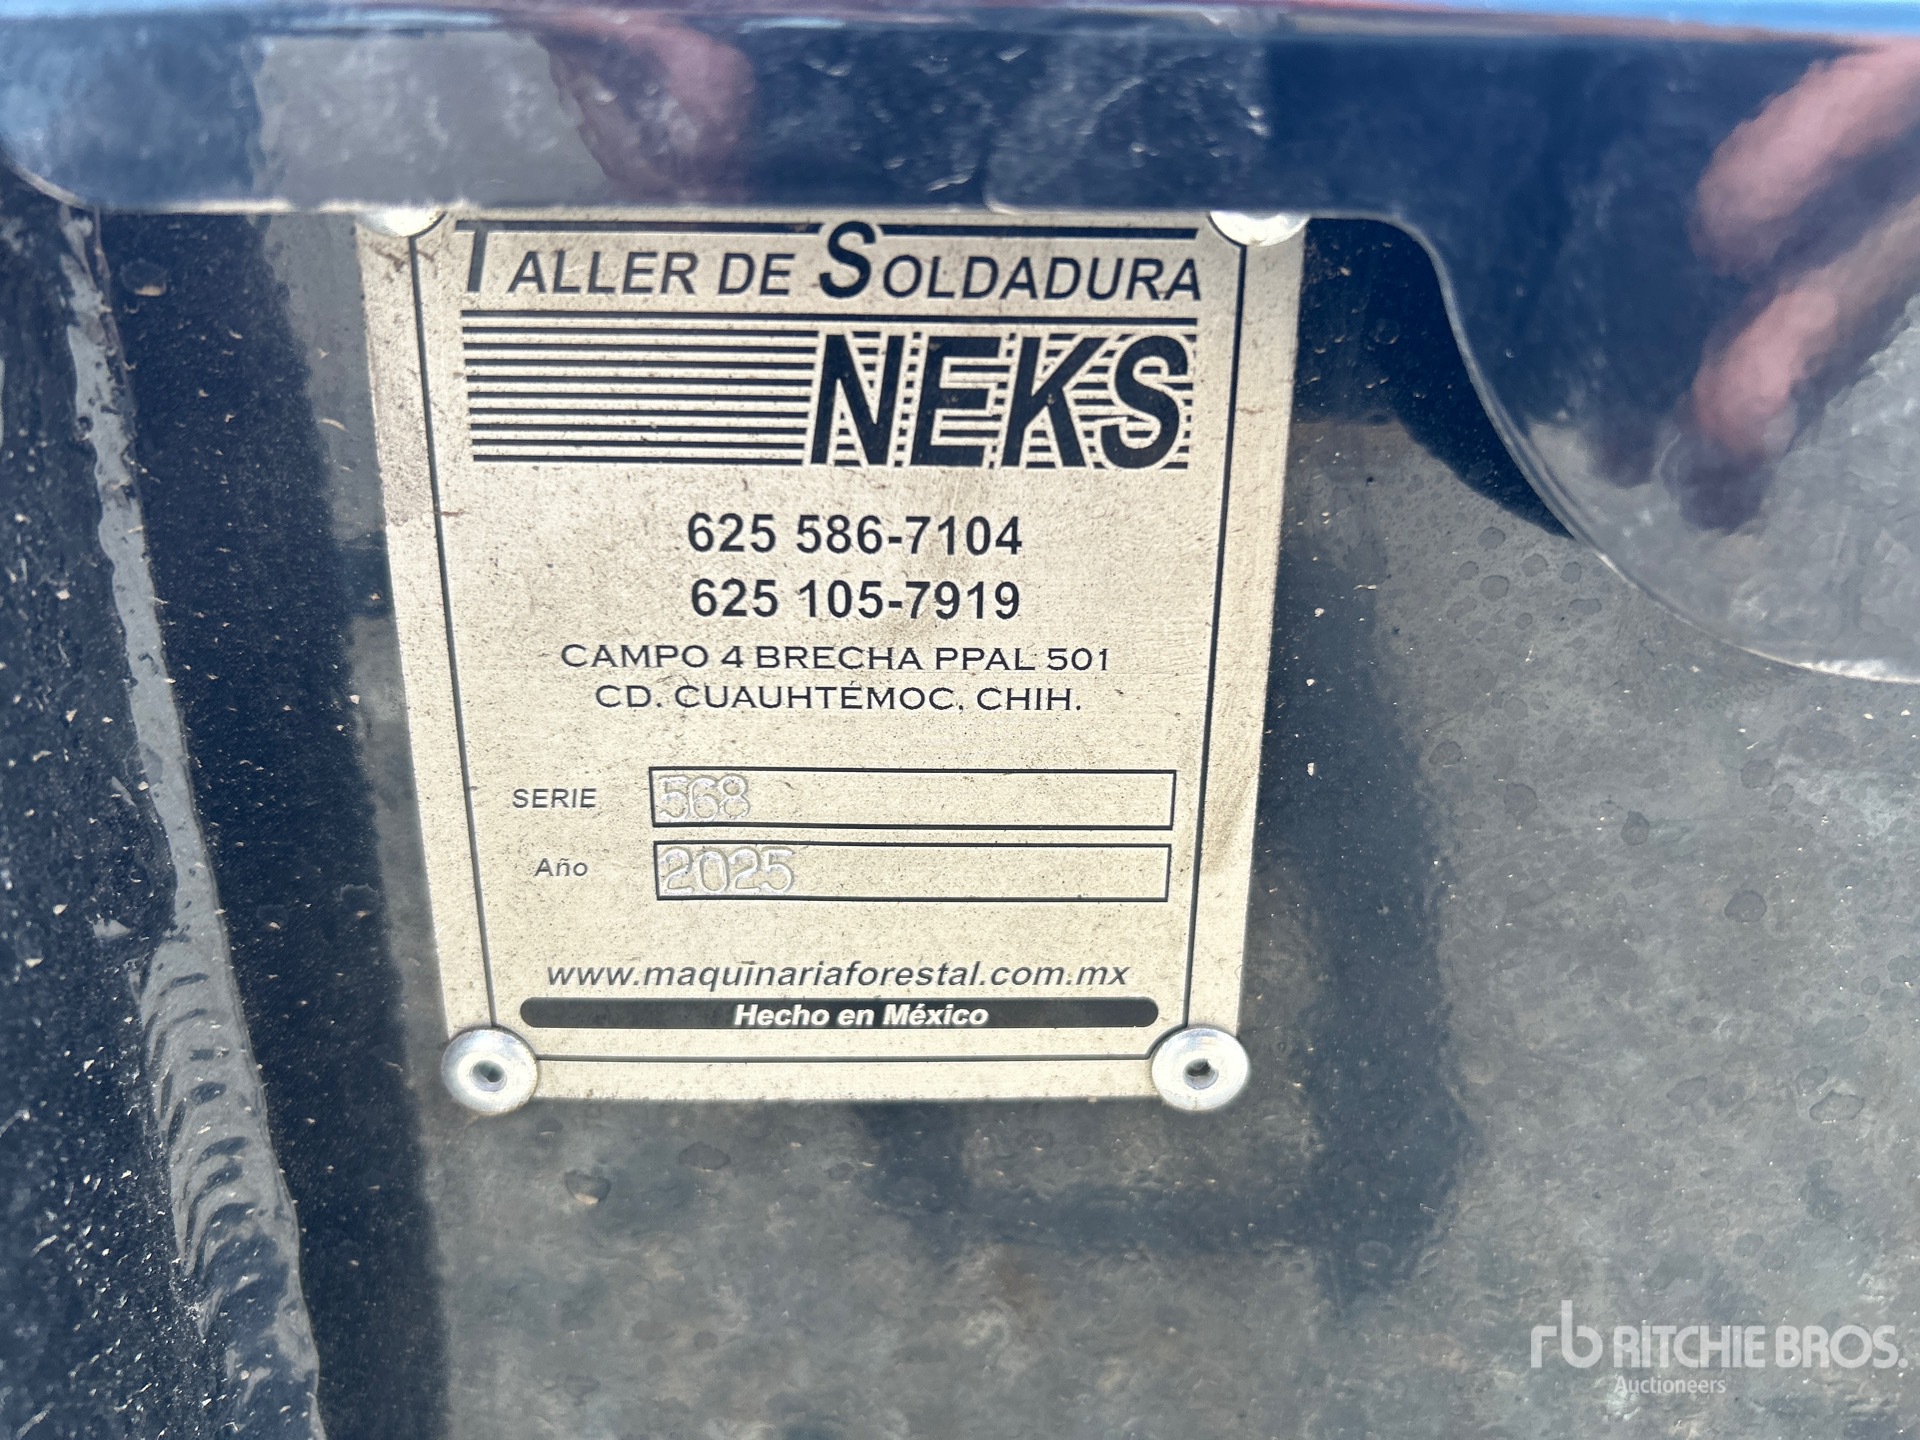 TALLER DE SOLDADURA
NEKS
625 586-7104
625 105-7919
CAMPO 4 BRECHA PPAL 501
CD. CUAUHTÉMOC, CHIH.
SERIE 568
Año 2025
www.maquinariaforestal.com.mx
Hecho en México
rb RITCHIE BROS.
Auctioneers